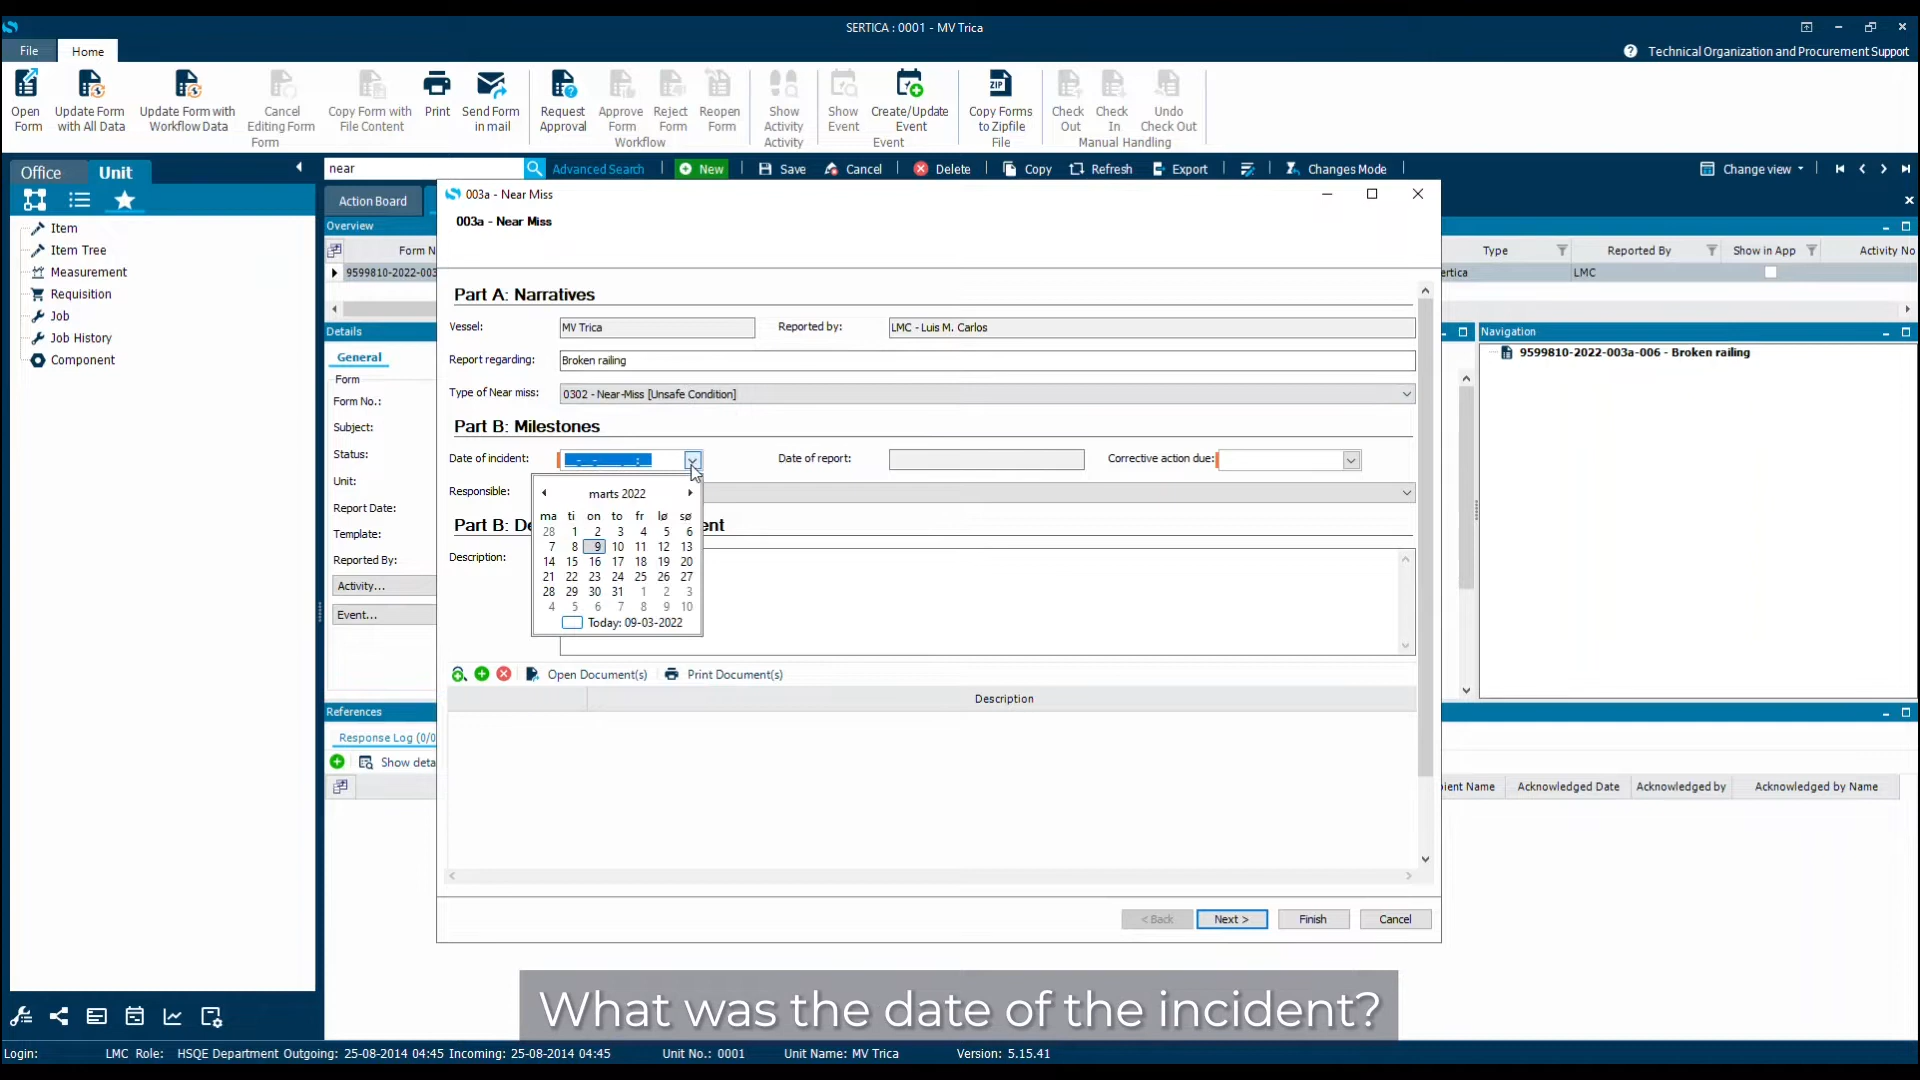 SERTICA : 0001 - MV Trica
File
Home
Technical Organization and Procurement Support
Open Form
Update Form with All Data
Update Form with Workflow Data
Cancel Editing Form
Copy Form with File Content
Print
Send Form in mail
Form
Request Approval
Approve Form
Reject Form
Reopen Form
Workflow
Show Activity
Activity
Show Event
Create/Update Event
Event
ZIP
Copy Forms to Zipfile
File
Check Out
Check In
Undo Check Out
Manual Handling
Office
Unit
near
Advanced Search
New
Save
Cancel
Delete
Copy
Refresh
Export
Changes Mode
Change view
Item
Item Tree
Measurement
Requisition
Job
Job History
Component
Action Board
Overview
Form N
9599810-2022-003
Type
Reported By
Show in App
Activity No
ertica
LMC
Details
General
Form
Form No.:
Subject:
Status:
Unit:
Report Date:
Template:
Reported By:
Activity...
Event...
Navigation
9599810-2022-003a-006 - Broken railing
References
Response Log (0/0
Show deta
ient Name
Acknowledged Date
Acknowledged by
Acknowledged by Name
003a - Near Miss
003a - Near Miss
Part A: Narratives
Vessel:
MV Trica
Reported by:
LMC - Luis M. Carlos
Report regarding:
Broken railing
Type of Near miss:
0302 - Near-Miss [Unsafe Condition]
Part B: Milestones
Date of incident:
Date of report:
Corrective action due:
Responsible:
marts 2022
ma ti on to fr lø sø
28 1 2 3 4 5 6
7 8 9 10 11 12 13
14 15 16 17 18 19 20
21 22 23 24 25 26 27
28 29 30 31 1 2 3
4 5 6 7 8 9 10
Today: 09-03-2022
Part B: De
ent
Description:
Open Document(s)
Print Document(s)
Description
< Back
Next >
Finish
Cancel
What was the date of the incident?
Login: LMC Role: HSQE Department Outgoing: 25-08-2014 04:45 Incoming: 25-08-2014 04:45 Unit No.: 0001 Unit Name: MV Trica Version: 5.15.41